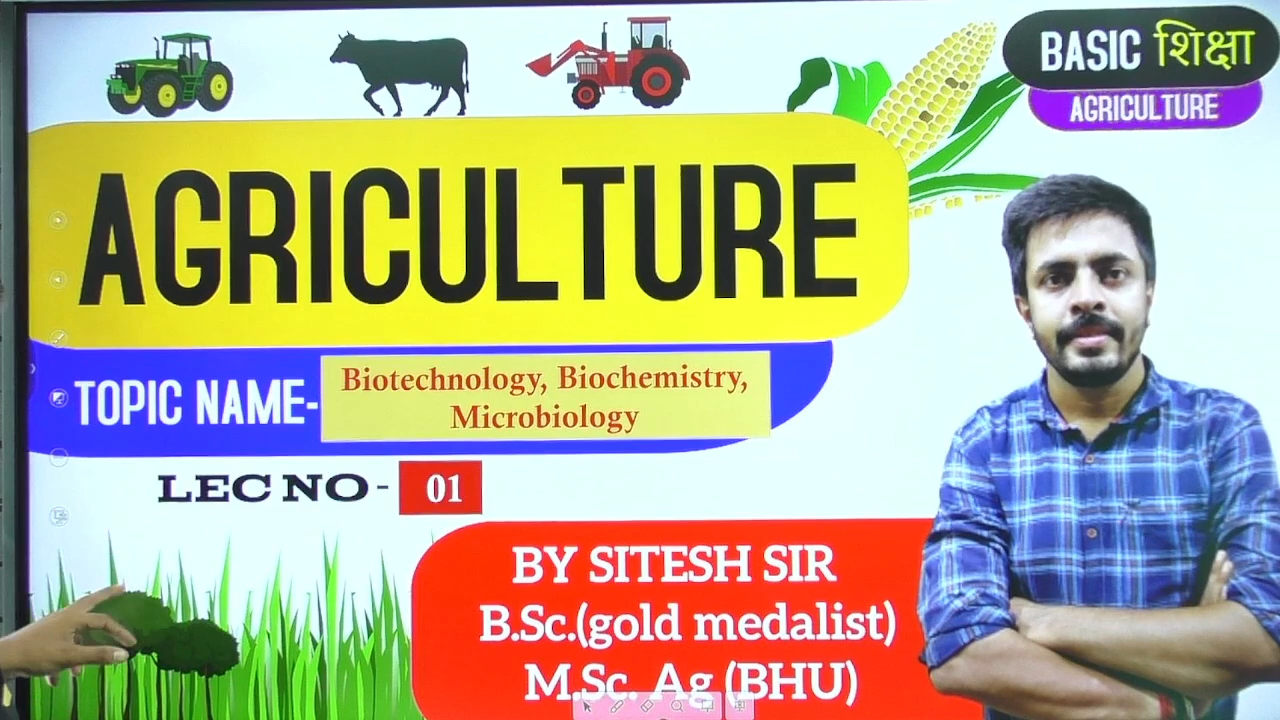 BASIC शिक्षा
AGRICULTURE
AGRICULTURE
TOPIC NAME-
Biotechnology, Biochemistry,
Microbiology
LEC NO - 01
BY SITESH SIR
B.Sc.(gold medalist)
M.Sc. Ag (BHU)